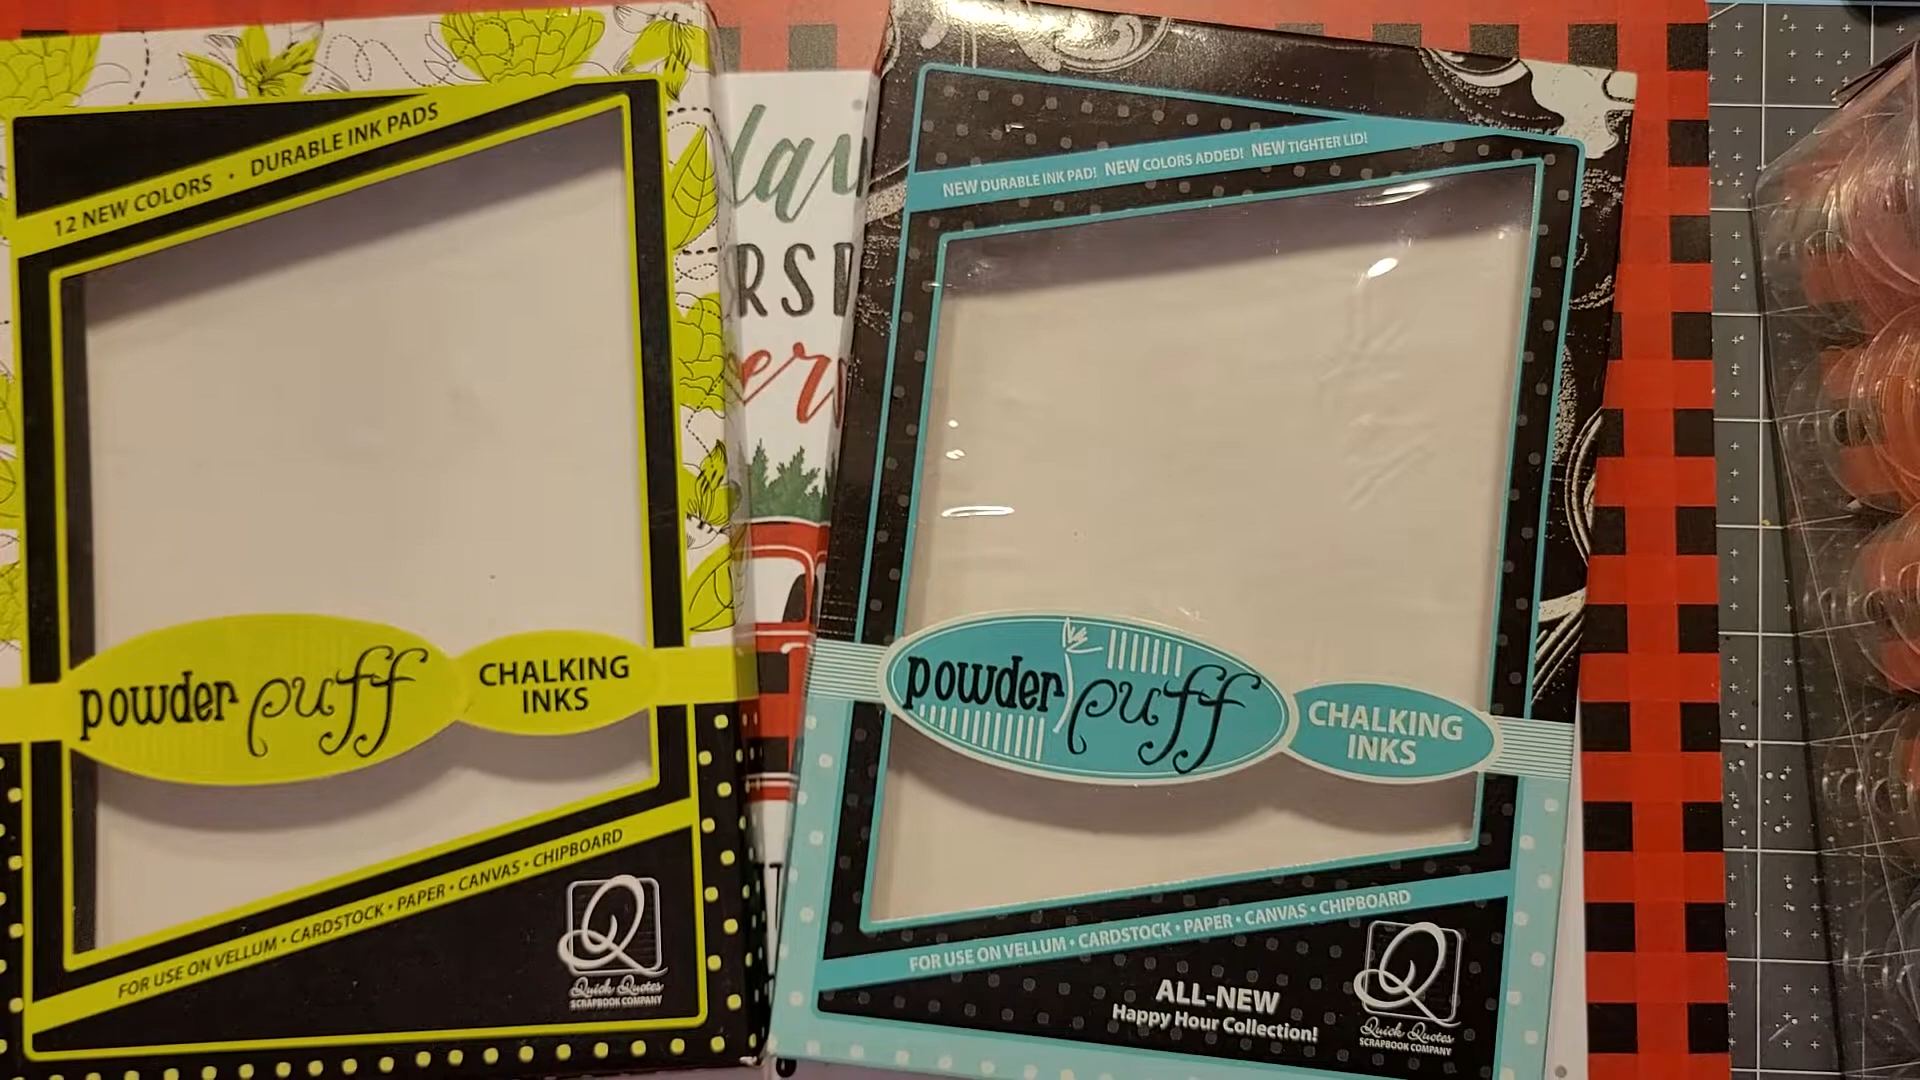 12 NEW COLORS • DURABLE INK PADS
powder puff
CHALKING
INKS
FOR USE ON VELLUM • CARDSTOCK • PAPER • CANVAS • CHIPBOARD
Q
Quick Quotes
SCRAPBOOK COMPANY
NEW DURABLE INK PAD! NEW COLORS ADDED! NEW TIGHTER LID!
powder puff
CHALKING
INKS
FOR USE ON VELLUM • CARDSTOCK • PAPER • CANVAS • CHIPBOARD
ALL-NEW
Happy Hour Collection!
Q
Quick Quotes
SCRAPBOOK COMPANY